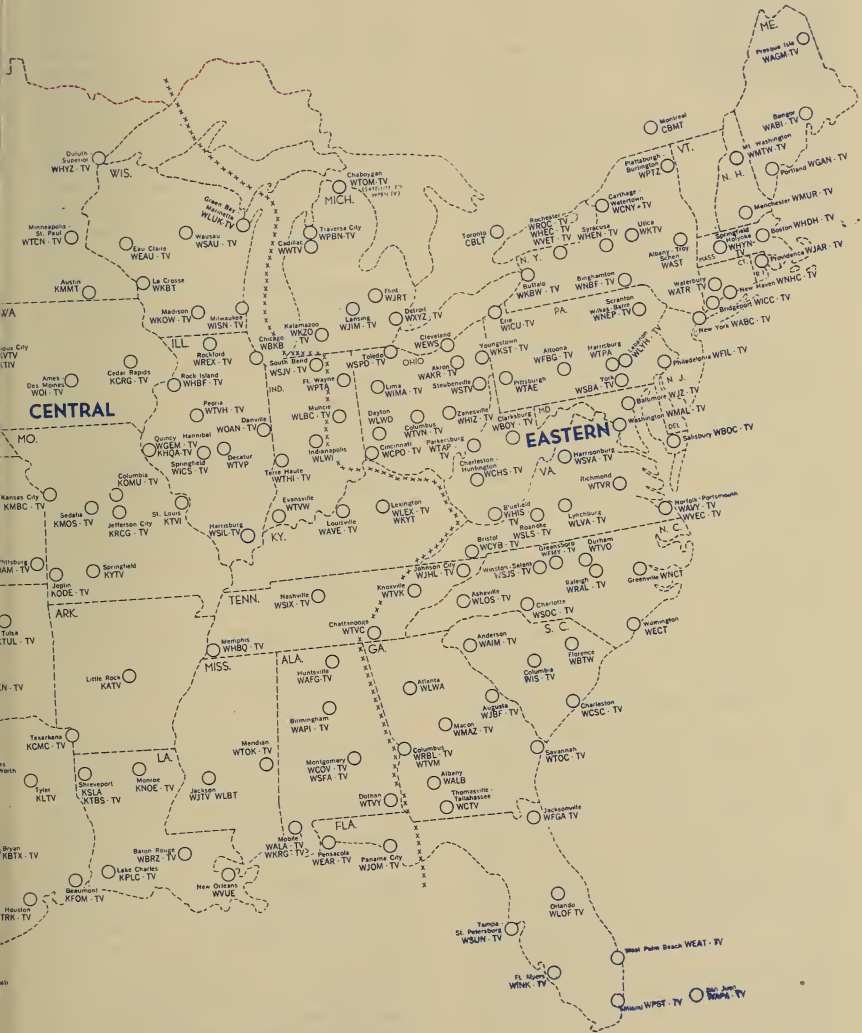 ME.
Presque Isle
WAGM-TV
Montreal
CBMT
Bangor
WABI-TV
Mt. Washington
WMTW-TV
VT.
N. H.
Portland WGAN-TV
Plattsburgh
Burlington
WPTZ
Duluth
Superior
WHYZ-TV
WIS.
Chaboygan
WTOM-TV
MICH.
Green Bay
Marinette
WLUK-TV
Carthage -
Watertown
WCNY-TV
Manchester WMUR-TV
Minneapolis
St. Paul
WTCN-TV
Eau Claire
WEAU-TV
Wausau
WSAU-TV
Traversa City
WPBN-TV
Cadillac
WWTV
Toronto
CBLT
Rochester
WROC-TV
WHEC-TV
WVET-TV
Syracusa
WHEN-TV
Utica
WKTV
Albany-Troy
Schen
WAST
Springfield
Holyoke
WHYN-
TV
MASS
Boston WHDH-TV
CT.
Providence WJAR-TV
R.I.
N. Y.
Austin
KMMT
La Crosse
WKBT
Flint
WJRT
Buffalo
WKBW-TV
Binghamton
WNBF-TV
Waterbury
WATR-TV
New Haven WNHC-TV
Bridgeport WICC-TV
New York WABC-TV
WA
Madison
WKOW-TV
Milwaukee
WISN-TV
Lansing
WJIM-TV
Detroit
WXYZ-TV
Erie
WICU-TV
PA.
Scranton
Wilkes Barre
WNEP-TV
ILL.
Rockford
WREX-TV
Chicago
WBKB
Kalamazoo
WKZO
TV
South Bend
WSJV-TV
Toledo
WSPD-TV
OHIO
Cleveland
WEWS
Youngstown
WKST-TV
Altoona
WFBG-TV
Harrisburg
WTPA
Lebanon
WLYH-TV
Philadelphia WFIL-TV
ioux City
KVTV
KTIV
Ames
Des Moines
WOI-TV
Cedar Rapids
KCRG-TV
Rock Island
WHBF-TV
IND.
Ft. Wayne
WPTA
Lima
WIMA-TV
Akron
WAKR-TV
Steubenville
WSTV
Pittsburgh
WTAE
York
WSBA-TV
N. J.
CENTRAL
Peoria
WTVH-TV
Danville
WOAN-TV
Muncie
WLBC-TV
Dayton
WLWD
Columbus
WTVN-TV
Zanesville
WHIZ-TV
Clarksburg
WBOY-TV
MD.
Baltimore WJZ-TV
Washington WMAL-TV
DEL
Salisbury WBOC-TV
EASTERN
MO.
Quincy Hannibal
WGEM-TV
KHQA-TV
Springfield
WICS-TV
Decatur
WTVP
Terre Haute
WTHI-TV
Indianapolis
WLWI
Cincinnati
WCPO-TV
Parkersburg
WTAP-
TV
Charleston -
Huntington
WCHS-TV
VA.
Harrisonburg
WSVA-TV
Richmond
WTVR
Kansas City
KMBC-TV
Columbia
KOMU-TV
Sedalia
KMOS-TV
Jefferson City
KRCG-TV
St. Louis
KTVI
Harrisburg
WSIL-TV
Evansville
WTVW
KY.
Louisville
WAVE-TV
Lexington
WLEX-TV
WKYT
Bluefield
WHIS
TV
Roanoke
WSLS-TV
Lynchburg
WLVA-TV
Norfolk-Portsmouth
WAVY-TV
WVEC-TV
N. C.
Bristol
WCYB-TV
Pittsburg
OAM-TV
Joplin
KODE-TV
Springfield
KYTV
Johnson City
WJHL-TV
Winston-Salem
WSJS-TV
Greensboro
WFMY-TV
Durham
WTVD
Raleigh
WRAL-TV
Greenville WNCT
Nashville
WSIX-TV
Knoxville
WTVK
TENN.
Asheville
WLOS-TV
Charlotte
WSOC-TV
ARK.
Chattanooga
WTVC
Wilmington
WECT
Tulsa
KTUL-TV
Memphis
WHBQ-TV
MISS.
ALA.
GA.
Anderson
WAIM-TV
S. C.
Florence
WBTW
Huntsville
WAFG-TV
Columbia
WIS-TV
Little Rock
KATV
Atlanta
WLWA
Augusta
WJBF-TV
Charleston
WCSC-TV
Birmingham
WAPI-TV
Macon
WMAZ-TV
Texarkana
KCMC-TV
LA.
Meridian
WTOK-TV
Montgomery
WCOV-TV
WSFA-TV
Columbus
WRBL-TV
WTVM
Savannah
WTOC-TV
Tyler
KLTV
Shreveport
KSLA
KTBS-TV
Monroe
KNOE-TV
Jackson
WJTV WLBT
Albany
WALB
Dothan
WTVY
Thomasville-
Tallahassee
WCTV
FLA.
Jacksonville
WFGA-TV
Bryan
KBTX-TV
Baton Rouge
WBRZ-TV
Mobile
WALA-TV
WKRG-TV
Pensacola
WEAR-TV
Panama City
WJOM-TV
Beaumont
KFOM-TV
Lake Charles
KPLC-TV
New Orleans
WVUE
Houston
TRK-TV
Orlando
WLOF TV
Tampa -
St. Petersburg
WSUN-TV
West Palm Beach WEAT-TV
Ft. Myers
WINK-TV
Miami WPST-TV
San Juan
WAPA-TV